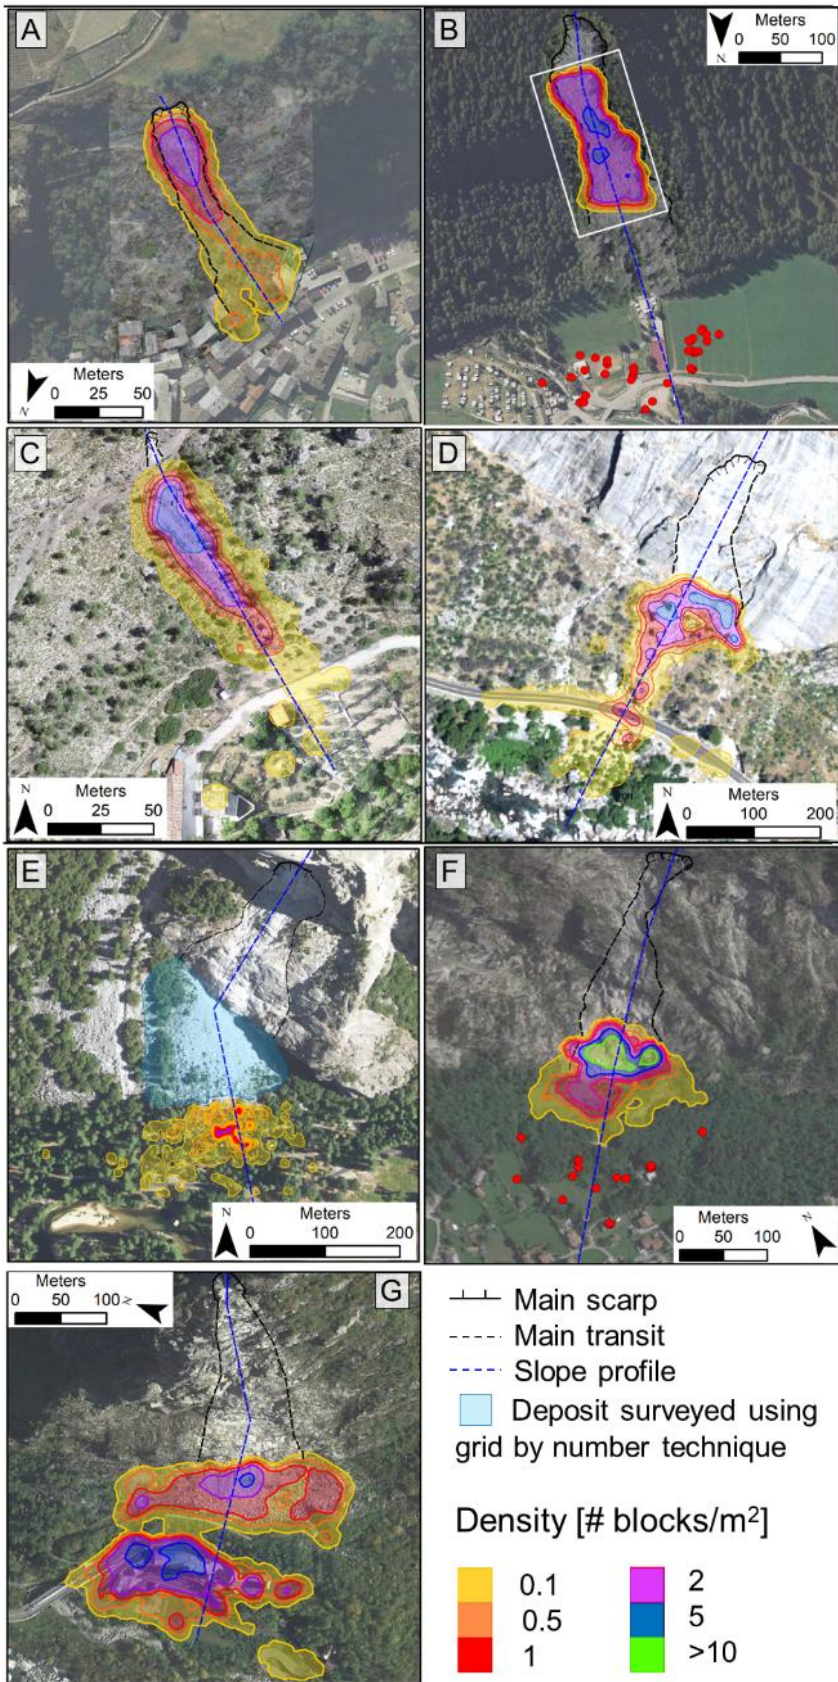 A
Meters
0 25 50
N
B
Meters
0 50 100
N
C
Meters
0 25 50
N
D
Meters
0 100 200
N
E
Meters
0 100 200
N
F
Meters
0 50 100
N
G
Meters
0 50 100
N
Main scarp
Main transit
Slope profile
Deposit surveyed using
grid by number technique
Density [# blocks/m²]
0.1 2
0.5 5
1 >10